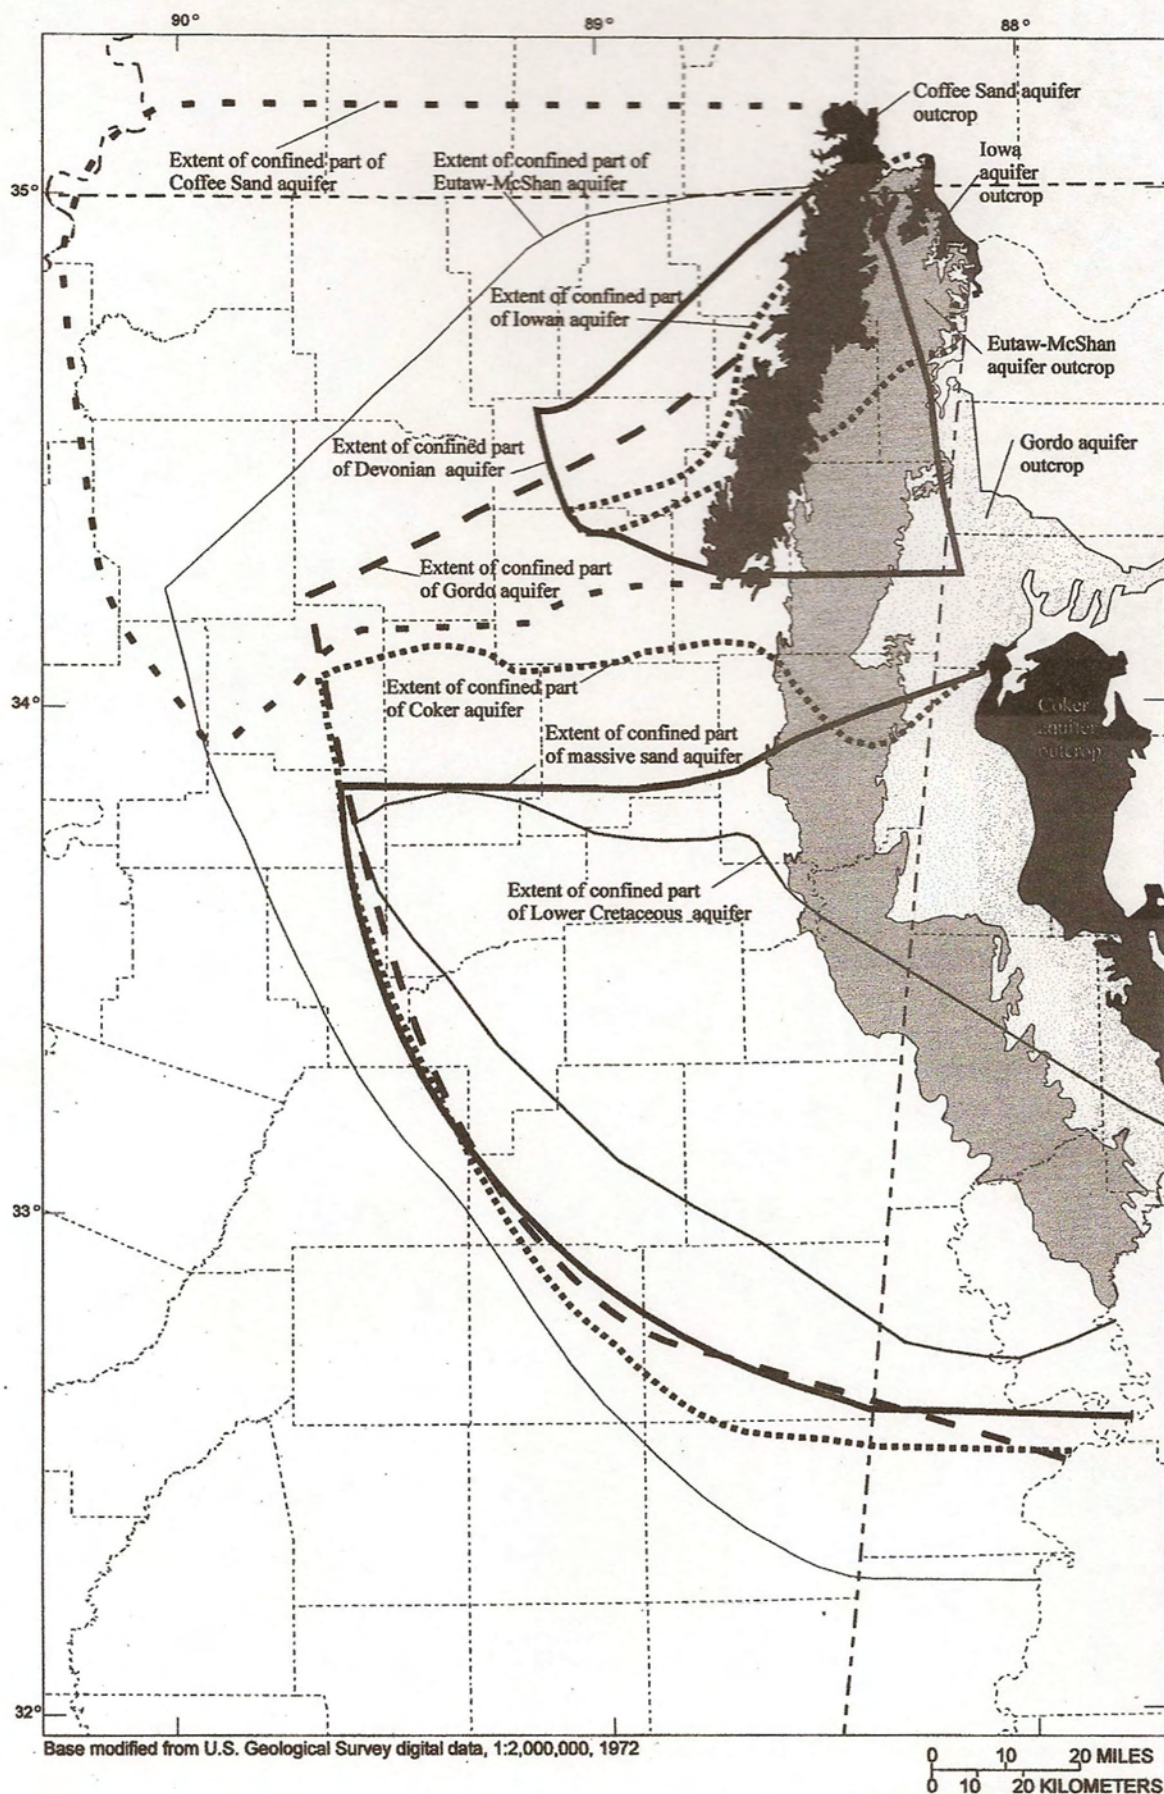 90°
89°
88°
Coffee Sand aquifer
outcrop
Extent of confined part of
Coffee Sand aquifer
Extent of confined part of
Eutaw-McShan aquifer
Iowa
aquifer
outcrop
35°
Extent of confined part
of Iowan aquifer
Eutaw-McShan
aquifer outcrop
Extent of confined part
of Devonian aquifer
Gordo aquifer
outcrop
Extent of confined part
of Gordo aquifer
Extent of confined part
of Coker aquifer
34°
Coker
aquifer
outcrop
Extent of confined part
of massive sand aquifer
Extent of confined part
of Lower Cretaceous aquifer
33°
32°
Base modified from U.S. Geological Survey digital data, 1:2,000,000, 1972
0 10 20 MILES
0 10 20 KILOMETERS